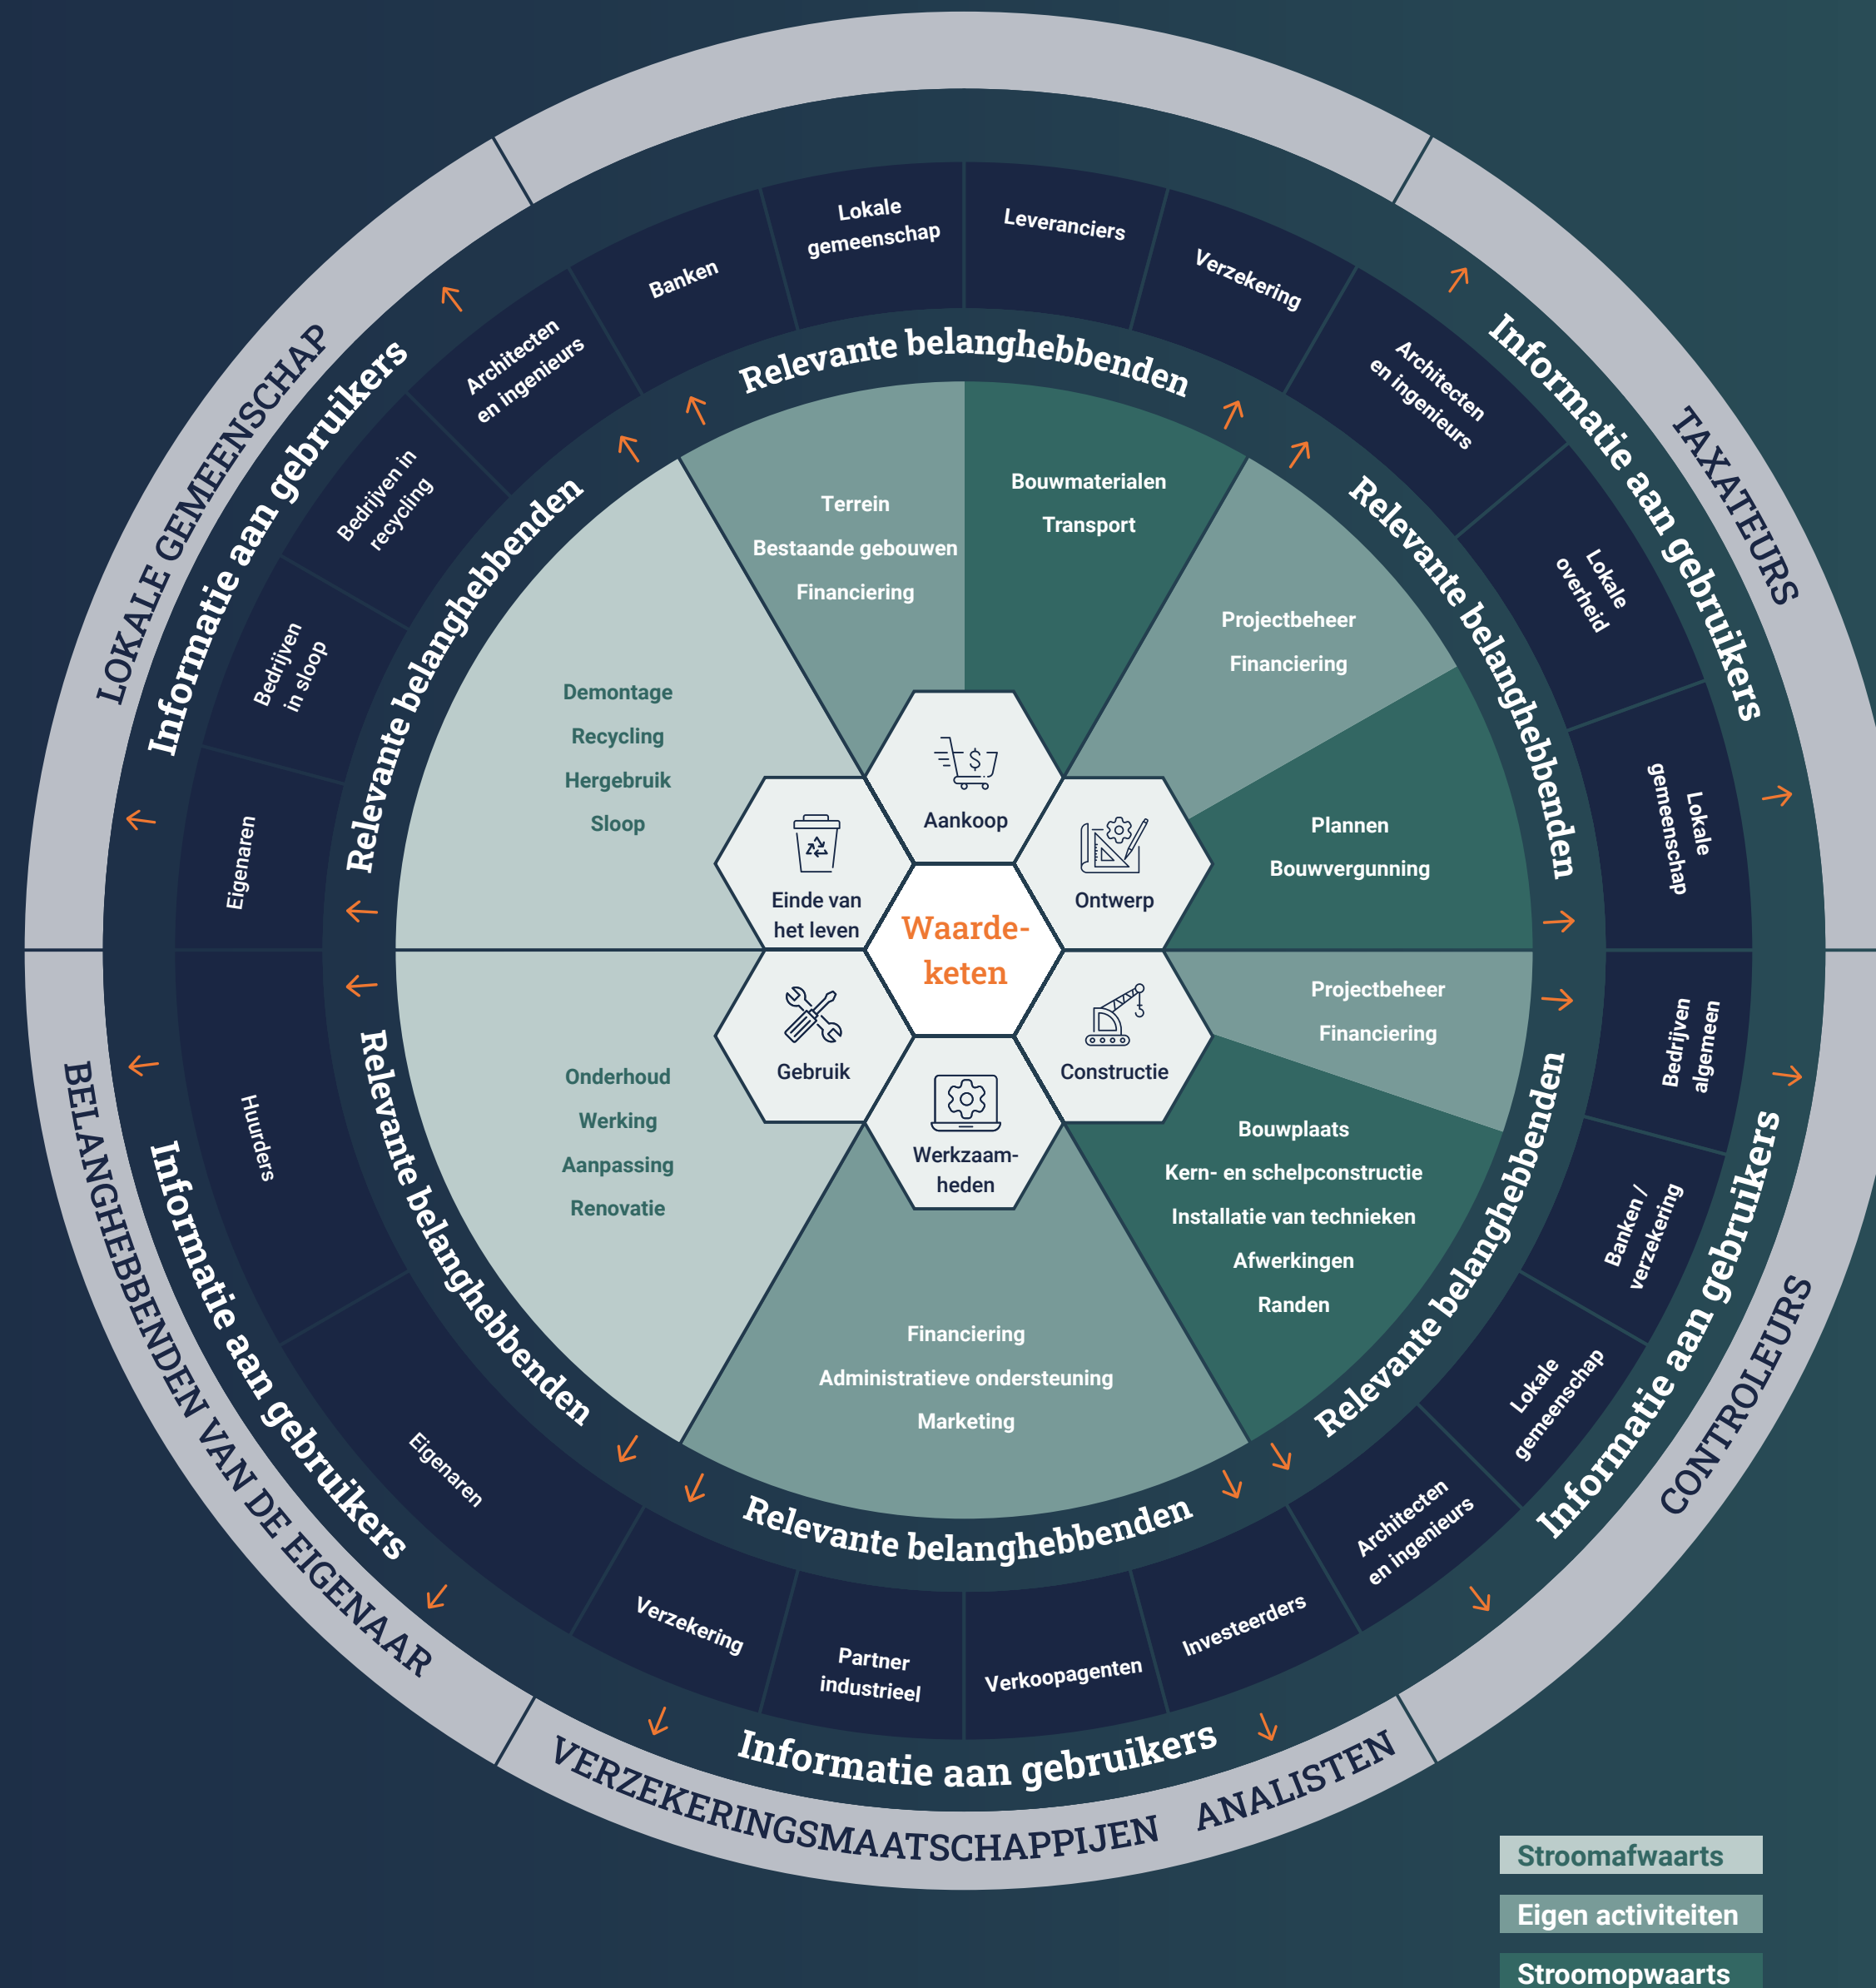 Waarde-
keten
Aankoop
Ontwerp
Constructie
Werkzaam-
heden
Gebruik
Einde van
het leven
Terrein
Bestaande gebouwen
Financiering
Bouwmaterialen
Transport
Projectbeheer
Financiering
Plannen
Bouwvergunning
Projectbeheer
Financiering
Bouwplaats
Kern- en schelpconstructie
Installatie van technieken
Afwerkingen
Randen
Financiering
Administratieve ondersteuning
Marketing
Onderhoud
Werking
Aanpassing
Renovatie
Demontage
Recycling
Hergebruik
Sloop
Relevante belanghebbenden
Relevante belanghebbenden
Relevante belanghebbenden
Relevante belanghebbenden
Relevante belanghebbenden
Relevante belanghebbenden
Banken
Lokale
gemeenschap
Leveranciers
Verzekering
Architecten
en ingenieurs
Lokale
overheid
Lokale
gemeenschap
Bedrijven
algemeen
Banken /
verzekering
Lokale
gemeenschap
Architecten
en ingenieurs
Investeerders
Verkoopagenten
Partner
industrieel
Verzekering
Eigenaren
Huurders
Eigenaren
Bedrijven
in sloop
Bedrijven in
recycling
Architecten
en ingenieurs
Informatie aan gebruikers
Informatie aan gebruikers
Informatie aan gebruikers
Informatie aan gebruikers
Informatie aan gebruikers
TAXATEURS
CONTROLEURS
VERZEKERINGSMAATSCHAPPIJEN
ANALISTEN
BELANGHEBBENDEN VAN DE EIGENAAR
LOKALE GEMEENSCHAP
Stroomafwaarts
Eigen activiteiten
Stroomopwaarts